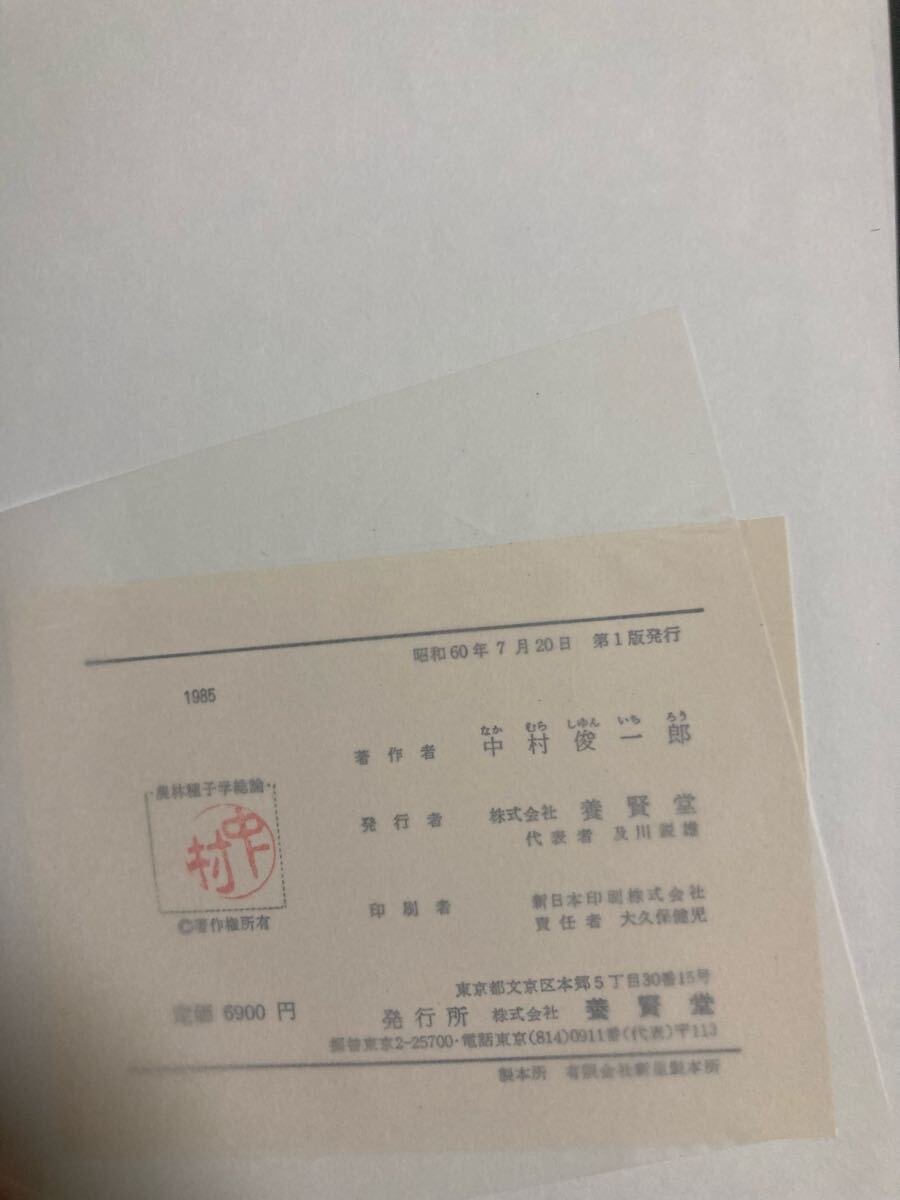 昭和60年7月20日 第1版発行
1985
なか むら しゆん いち ろう
著作者 中村俊一郎
・農林種子学総論・
中村
©著作権所有
発行者 株式会社 養賢堂
代表者 及川鋭雄
印刷者 新日本印刷株式会社
責任者 大久保健児
定価 6900円
東京都文京区本郷5丁目30番15号
発行所 株式会社 養賢堂
振替東京2-25700・電話東京(814)0911番(代表)〒113
製本所 有限会社新星製本所